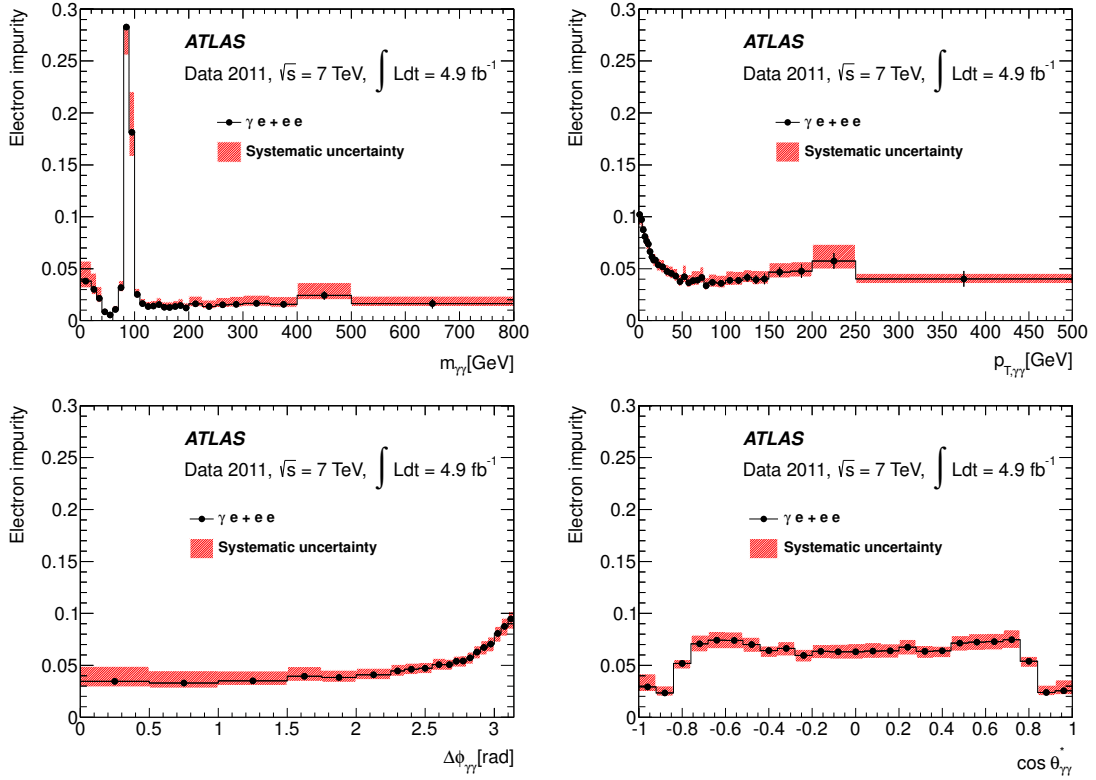 Electron impurity
0.3
0.25
0.2
0.15
0.1
0.05
0
ATLAS
Data 2011, √s = 7 TeV, ∫ Ldt = 4.9 fb⁻¹
γ e + e e
Systematic uncertainty
0 100 200 300 400 500 600 700 800
m_γγ[GeV]
Electron impurity
0.3
0.25
0.2
0.15
0.1
0.05
0
ATLAS
Data 2011, √s = 7 TeV, ∫ Ldt = 4.9 fb⁻¹
γ e + e e
Systematic uncertainty
0 50 100 150 200 250 300 350 400 450 500
p_T,γγ[GeV]
Electron impurity
0.3
0.25
0.2
0.15
0.1
0.05
0
ATLAS
Data 2011, √s = 7 TeV, ∫ Ldt = 4.9 fb⁻¹
γ e + e e
Systematic uncertainty
0 0.5 1 1.5 2 2.5 3
Δϕ_γγ[rad]
Electron impurity
0.3
0.25
0.2
0.15
0.1
0.05
0
ATLAS
Data 2011, √s = 7 TeV, ∫ Ldt = 4.9 fb⁻¹
γ e + e e
Systematic uncertainty
-1 -0.8 -0.6 -0.4 -0.2 0 0.2 0.4 0.6 0.8 1
cos θ*_γγ